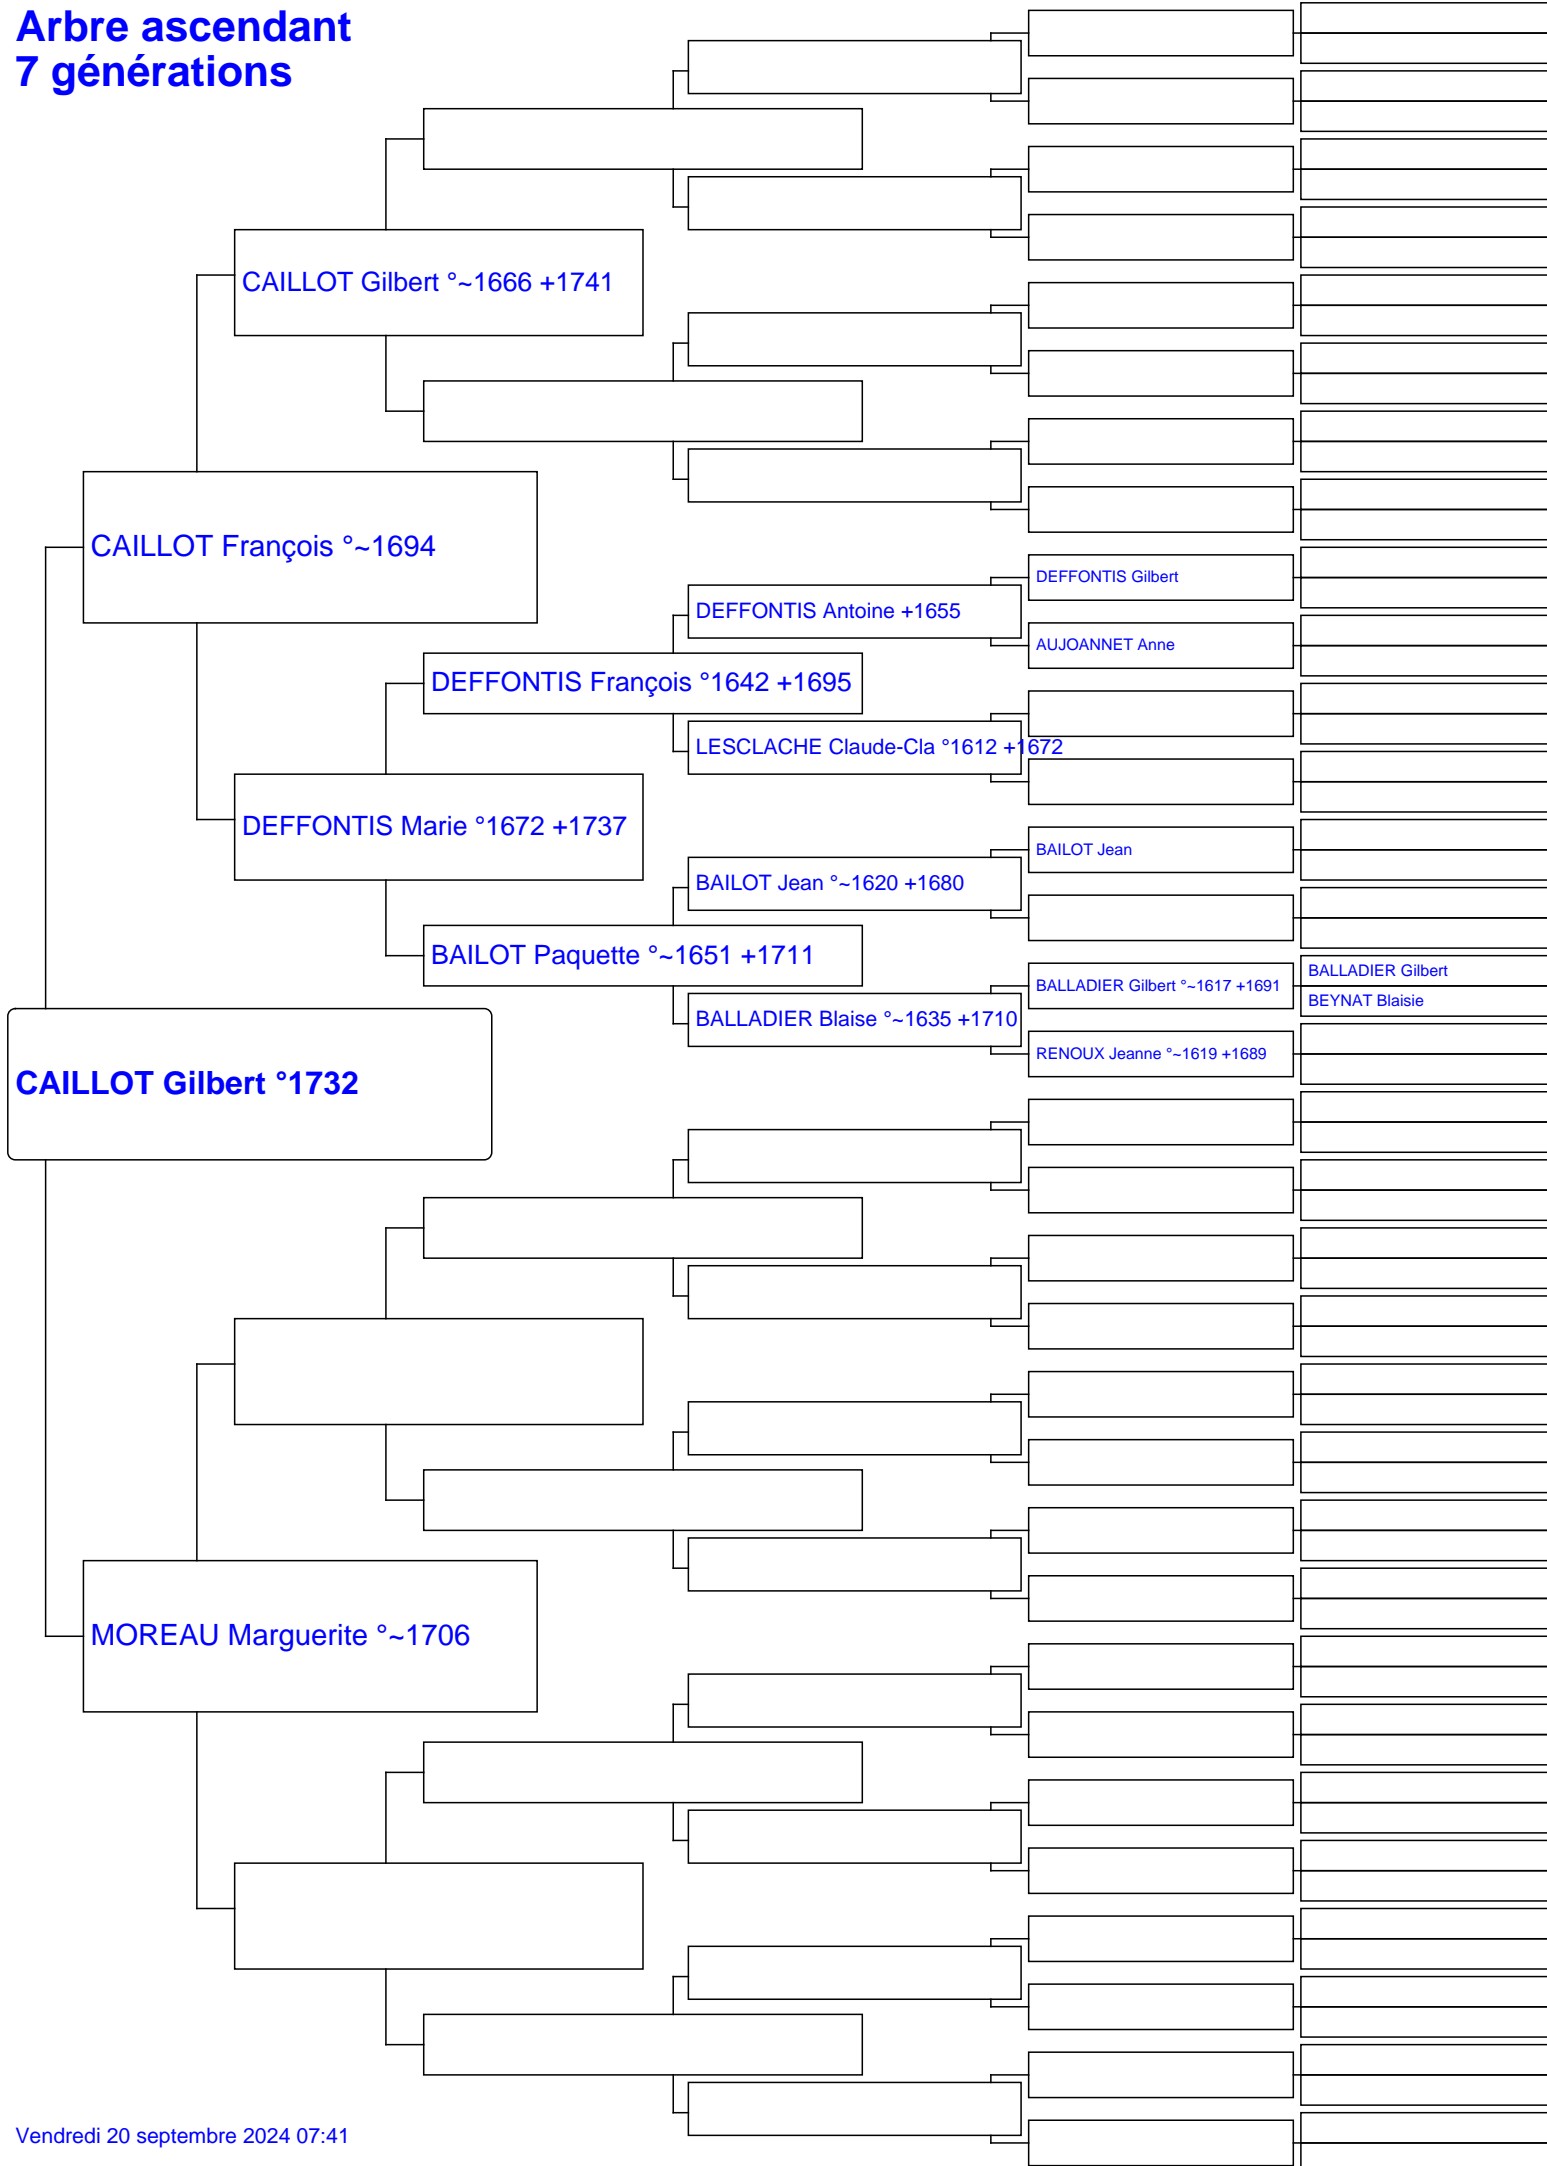 Arbre ascendant
7 générations
CAILLOT Gilbert °~1666 +1741
CAILLOT François °~1694
DEFFONTIS Gilbert
DEFFONTIS Antoine +1655
AUJOANNET Anne
DEFFONTIS François °1642 +1695
LESCLACHE Claude-Cla °1612 +1672
DEFFONTIS Marie °1672 +1737
BAILOT Jean
BAILOT Jean °~1620 +1680
BAILOT Paquette °~1651 +1711
BALLADIER Gilbert
BALLADIER Gilbert °~1617 +1691
BEYNAT Blaisie
BALLADIER Blaise °~1635 +1710
RENOUX Jeanne °~1619 +1689
CAILLOT Gilbert °1732
MOREAU Marguerite °~1706
Vendredi 20 septembre 2024 07:41